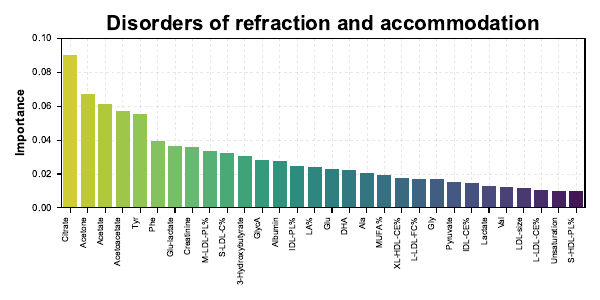 Disorders of refraction and accommodation
Importance
0.10
0.08
0.06
0.04
0.02
0.00
Citrate
Acetone
Acetate
Acetoacetate
Tyr
Phe
Glu-lactate
Creatinine
M-LDL-PL%
S-LDL-C%
3-Hydroxybutyrate
GlycA
Albumin
IDL-PL%
LA%
Glu
DHA
Ala
MUFA%
XL-HDL-CE%
L-LDL-FC%
Gly
Pyruvate
IDL-CE%
Lactate
Val
LDL-size
L-LDL-CE%
Unsaturation
S-HDL-PL%